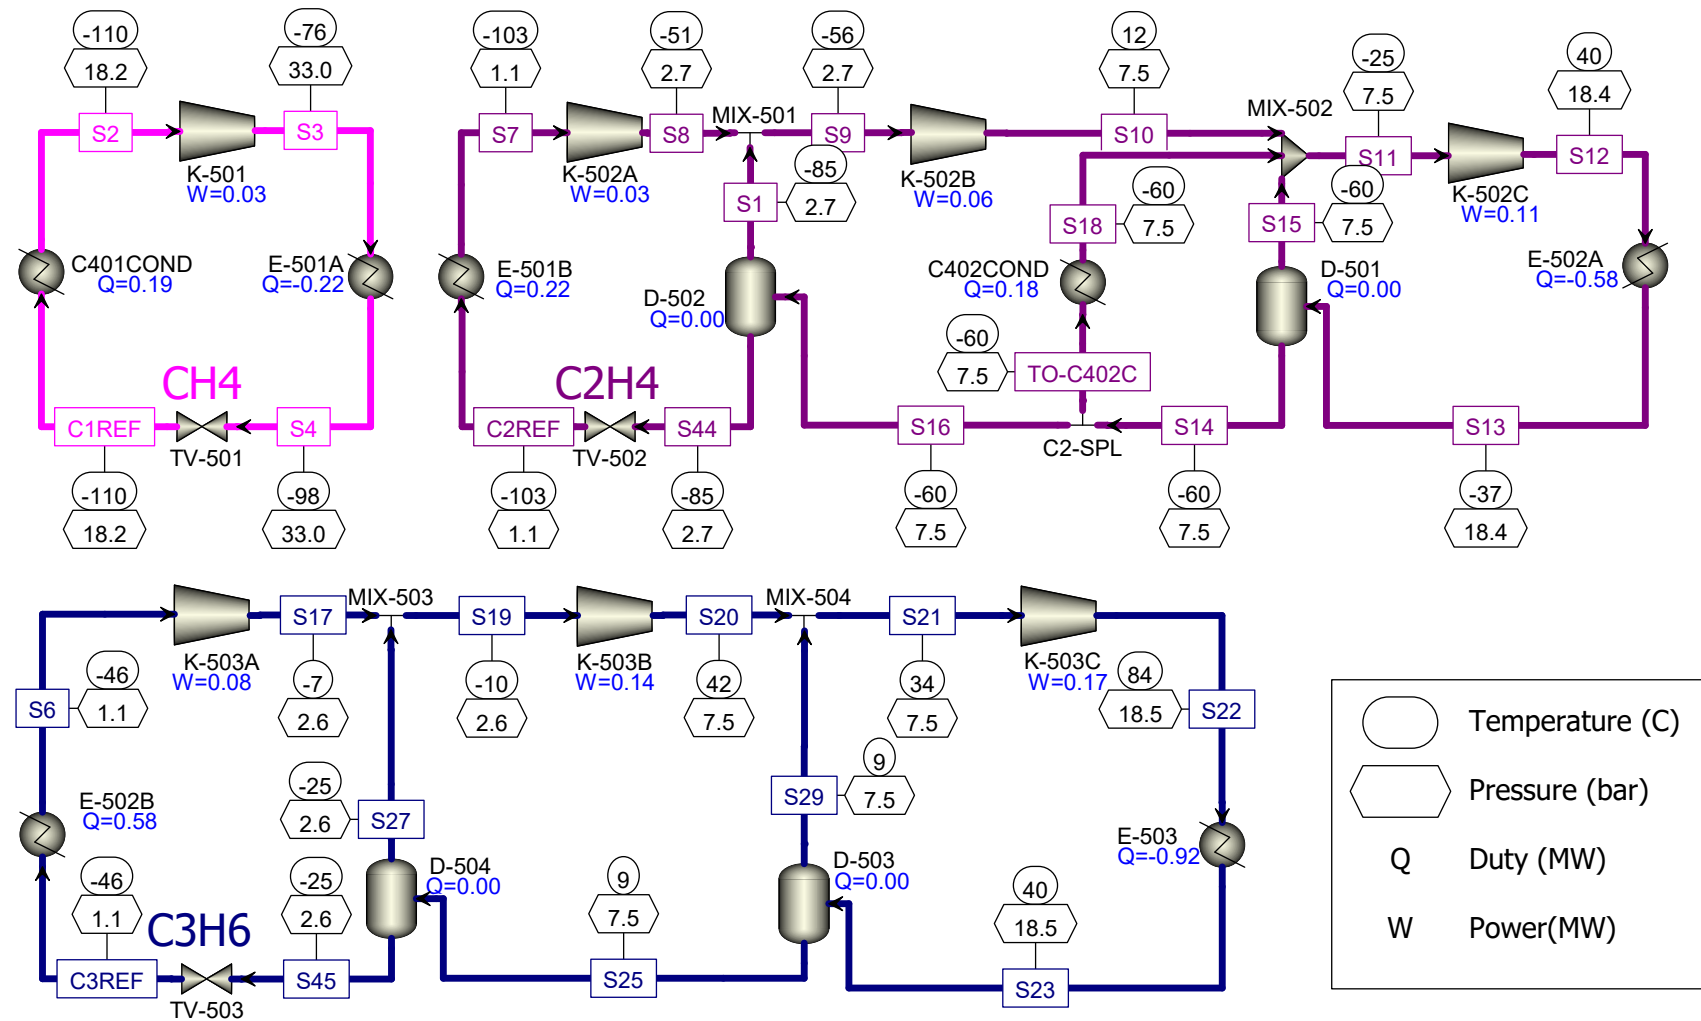 -110
18.2
-76
33.0
-103
1.1
-51
2.7
-56
2.7
12
7.5
-25
7.5
40
18.4
S2
S3
S7
S8
MIX-501
S9
S10
MIX-502
S11
S12
K-501
W=0.03
K-502A
W=0.03
-85
2.7
S1
K-502B
W=0.06
-60
7.5
S18
-60
7.5
S15
K-502C
W=0.11
C401COND
Q=0.19
E-501A
Q=-0.22
E-501B
Q=0.22
D-502
Q=0.00
C402COND
Q=0.18
D-501
Q=0.00
E-502A
Q=-0.58
-60
7.5
TO-C402C
CH4
C2H4
C1REF
TV-501
S4
C2REF
TV-502
S44
S16
C2-SPL
S14
S13
-110
18.2
-98
33.0
-103
1.1
-85
2.7
-60
7.5
-60
7.5
-37
18.4
S17
MIX-503
S19
S20
MIX-504
S21
K-503A
W=0.08
K-503B
W=0.14
K-503C
W=0.17
S6
-46
1.1
-7
2.6
-10
2.6
42
7.5
34
7.5
84
18.5
S22
E-502B
Q=0.58
-25
2.6
S27
S29
9
7.5
E-503
Q=-0.92
D-504
Q=0.00
D-503
Q=0.00
-46
1.1
-25
2.6
9
7.5
40
18.5
C3H6
C3REF
TV-503
S45
S25
S23
Temperature (C)
Pressure (bar)
Q Duty (MW)
W Power(MW)